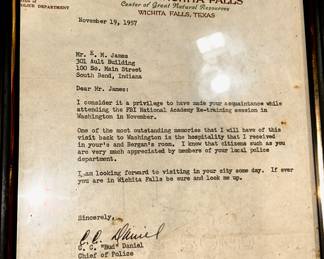 WICHITA FALLS
Center of Great Natural Resources
WICHITA FALLS, TEXAS
November 19, 1957
Mr. E. M. James
301 Ault Building
100 So. Main Street
South Bend, Indiana
Dear Mr. James:
I consider it a privilege to have made your acquaintance while
attending the FBI National Academy Re-training session in
Washington in November.
One of the most outstanding memories that I will have of this
visit back to Washington is the hospitality that I received
in your's and Bergan's room. I know that citizens such as you
are very much appreciated by members of your local police
department.
I am looking forward to visiting in your city some day. If ever you
are in Wichita Falls be sure and look me up.
Sincerely,
C. C. Daniel
C. C. "Bud" Daniel
Chief of Police